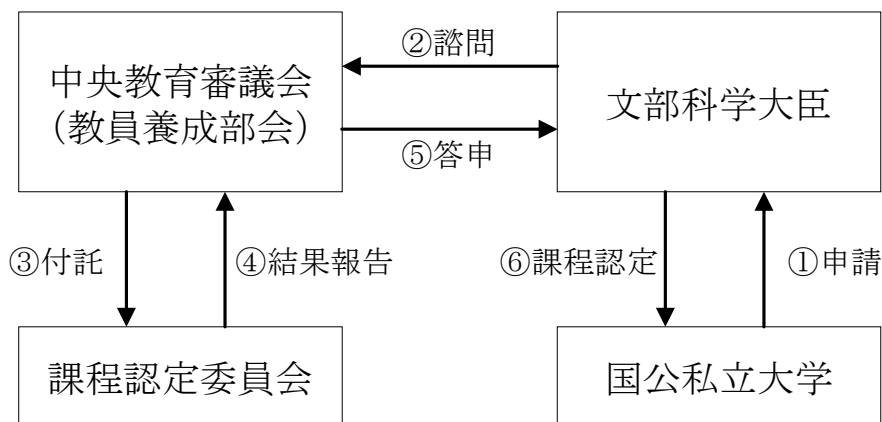 ②諮問
中央教育審議会
（教員養成部会）
文部科学大臣
⑤答申
③付託
④結果報告
⑥課程認定
①申請
課程認定委員会
国公私立大学